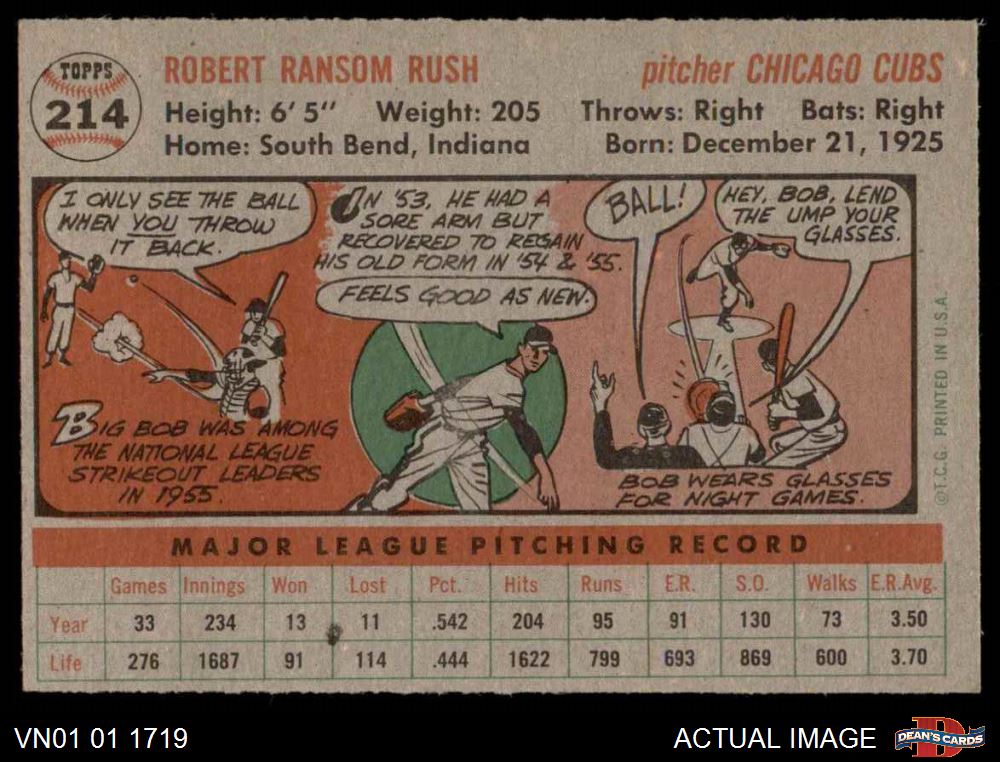 TOPPS
214
ROBERT RANSOM RUSH
pitcher CHICAGO CUBS
Height: 6' 5" Weight: 205 Throws: Right Bats: Right
Home: South Bend, Indiana Born: December 21, 1925
I ONLY SEE THE BALL
WHEN YOU THROW
IT BACK.
BIG BOB WAS AMONG
THE NATIONAL LEAGUE
STRIKEOUT LEADERS
IN 1955.
IN '53, HE HAD A
SORE ARM BUT
RECOVERED TO REGAIN
HIS OLD FORM IN '54 & '55.
FEELS GOOD AS NEW.
BALL!
HEY, BOB, LEND
THE UMP YOUR
GLASSES.
BOB WEARS GLASSES
FOR NIGHT GAMES.
©T.C.G. PRINTED IN U.S.A.
MAJOR LEAGUE PITCHING RECORD
Games Innings Won Lost Pct. Hits Runs E.R. S.O. Walks E.R.Avg.
Year 33 234 13 11 .542 204 95 91 130 73 3.50
Life 276 1687 91 114 .444 1622 799 693 869 600 3.70
VN01 01 1719
ACTUAL IMAGE
DEAN'S CARDS